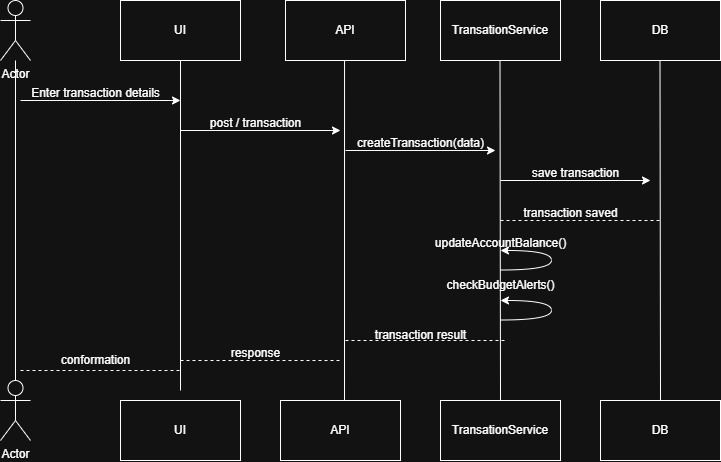 UI
API
TransationService
DB
Actor
Enter transaction details
post / transaction
createTransaction(data)
save transaction
transaction saved
updateAccountBalance()
checkBudgetAlerts()
transaction result
response
conformation
UI
API
TransationService
DB
Actor